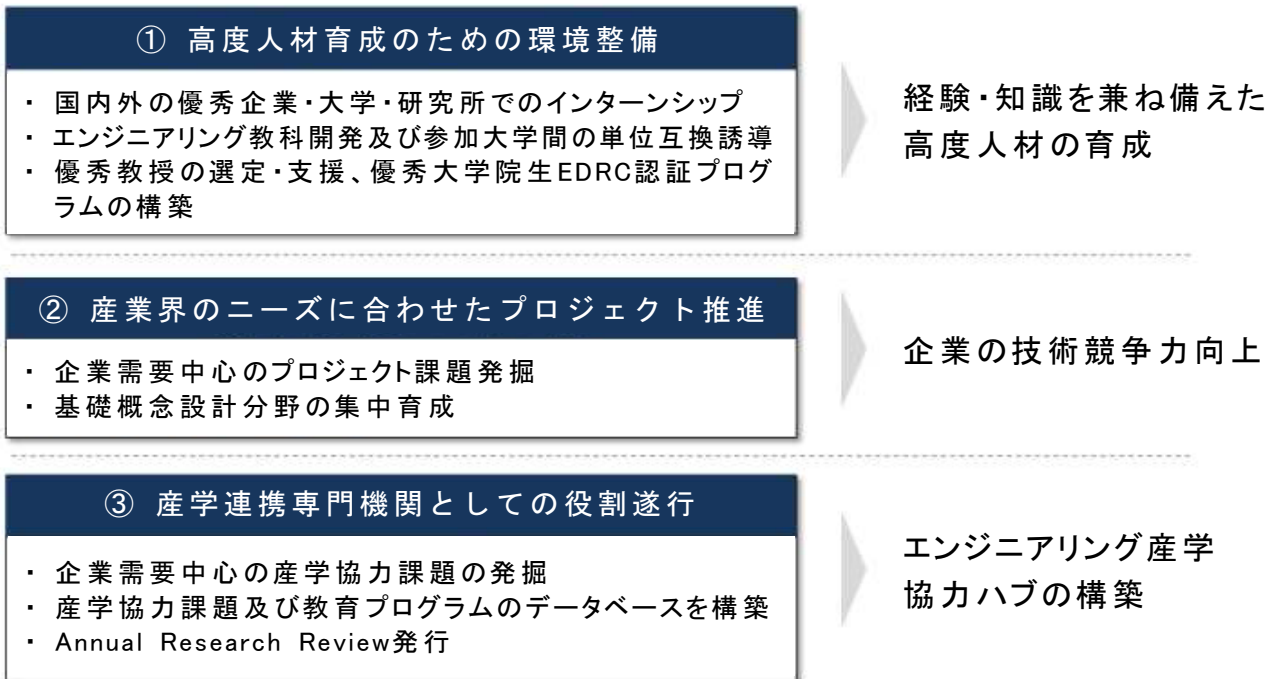 ① 高度人材育成のための環境整備
・ 国内外の優秀企業・大学・研究所でのインターンシップ
・ エンジニアリング教科開発及び参加大学間の単位互換誘導
・ 優秀教授の選定・支援、優秀大学院生EDRC認証プログ
ラムの構築
経験・知識を兼ね備えた
高度人材の育成
② 産業界のニーズに合わせたプロジェクト推進
・ 企業需要中心のプロジェクト課題発掘
・ 基礎概念設計分野の集中育成
企業の技術競争力向上
③ 産学連携専門機関としての役割遂行
・ 企業需要中心の産学協力課題の発掘
・ 産学協力課題及び教育プログラムのデータベースを構築
・ Annual Research Review発行
エンジニアリング産学
協力ハブの構築